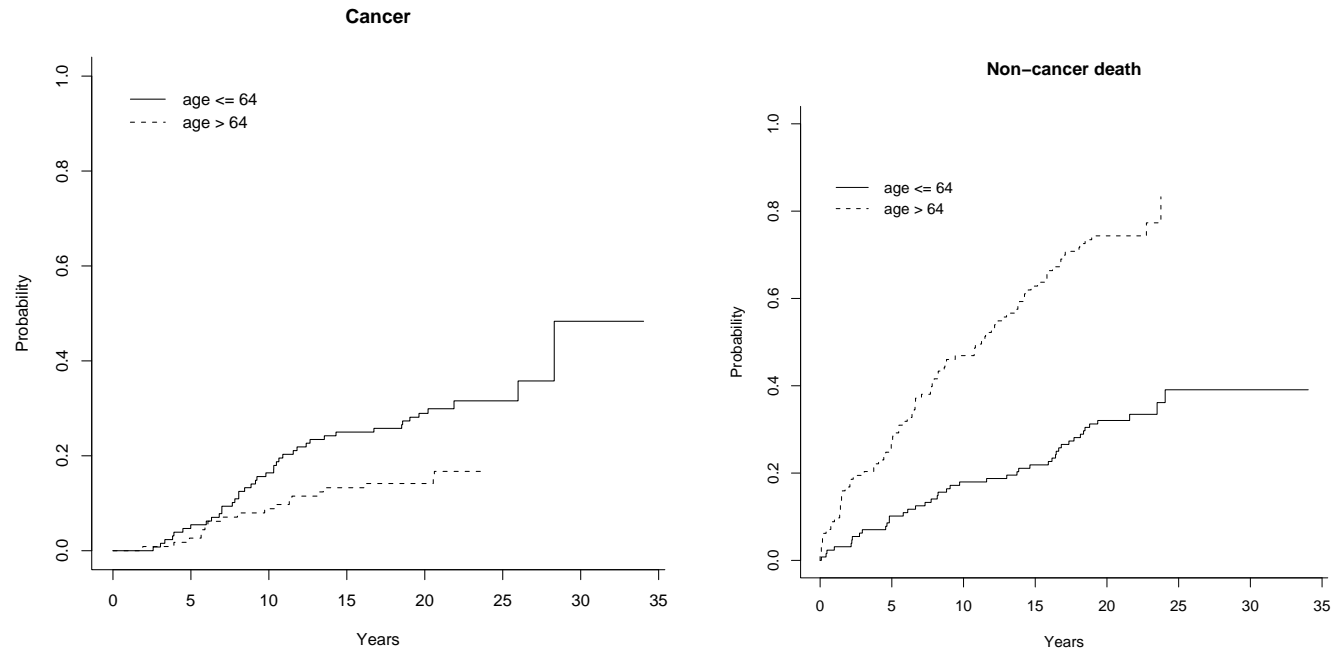 Cancer
age <= 64
age > 64
1.0
0.8
0.6
0.4
0.2
0.0
Probability
0 5 10 15 20 25 30 35
Years
Non−cancer death
age <= 64
age > 64
1.0
0.8
0.6
0.4
0.2
0.0
Probability
0 5 10 15 20 25 30 35
Years